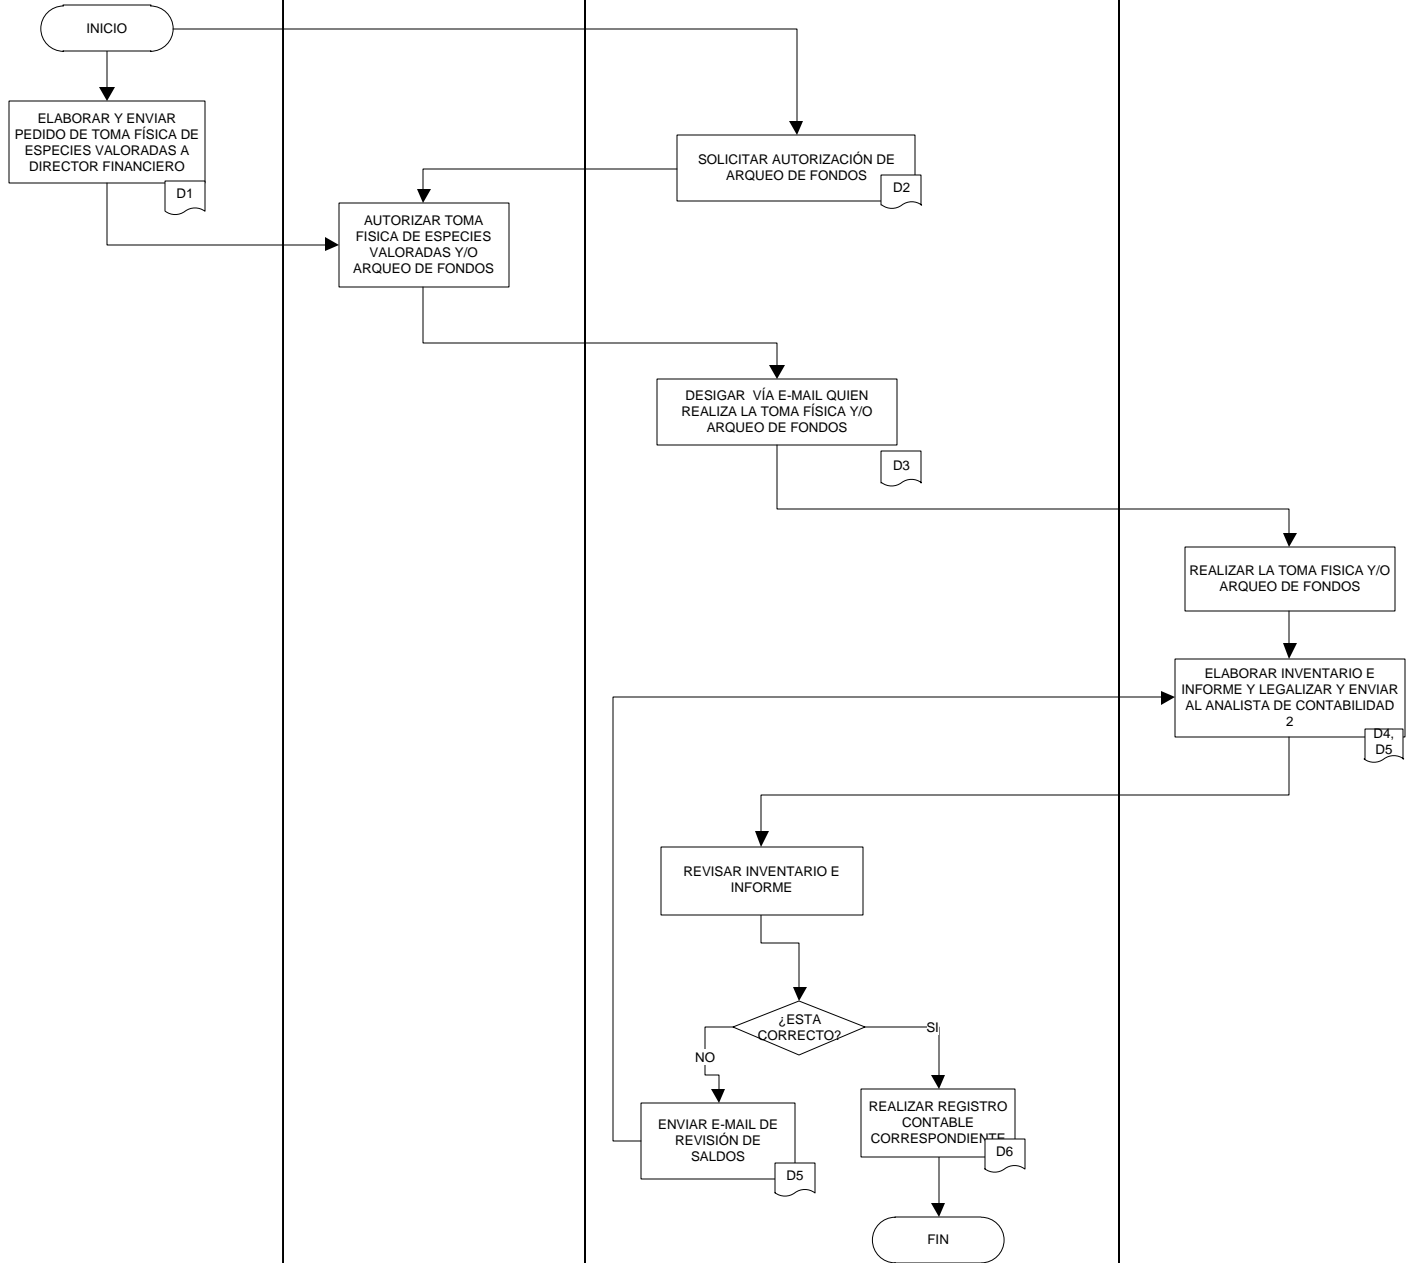 INICIO
ELABORAR Y ENVIAR
PEDIDO DE TOMA FÍSICA DE
ESPECIES VALORADAS A
DIRECTOR FINANCIERO
D1
SOLICITAR AUTORIZACIÓN DE
ARQUEO DE FONDOS
D2
AUTORIZAR TOMA
FISICA DE ESPECIES
VALORADAS Y/O
ARQUEO DE FONDOS
DESIGAR VÍA E-MAIL QUIEN
REALIZA LA TOMA FÍSICA Y/O
ARQUEO DE FONDOS
D3
REALIZAR LA TOMA FISICA Y/O
ARQUEO DE FONDOS
ELABORAR INVENTARIO E
INFORME Y LEGALIZAR Y ENVIAR
AL ANALISTA DE CONTABILIDAD
2
D4,
D5
REVISAR INVENTARIO E
INFORME
¿ESTA
CORRECTO?
SI
NO
ENVIAR E-MAIL DE
REVISIÓN DE
SALDOS
D5
REALIZAR REGISTRO
CONTABLE
CORRESPONDIENTE
D6
FIN